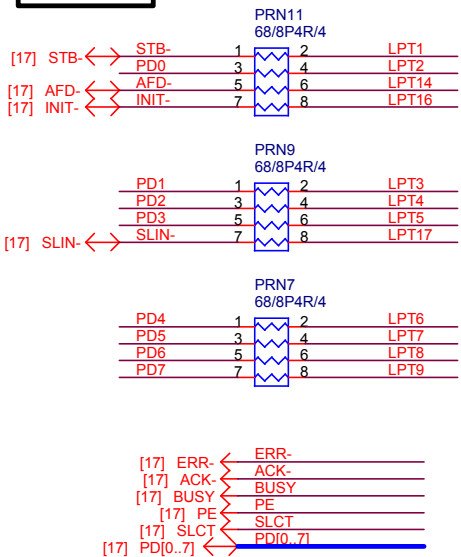 PRN11
68/8P4R/4
[17] STB- STB- 1 2 LPT1
PD0 3 4 LPT2
[17] AFD- AFD- 5 6 LPT14
[17] INIT- INIT- 7 8 LPT16
PRN9
68/8P4R/4
PD1 1 2 LPT3
PD2 3 4 LPT4
PD3 5 6 LPT5
[17] SLIN- SLIN- 7 8 LPT17
PRN7
68/8P4R/4
PD4 1 2 LPT6
PD5 3 4 LPT7
PD6 5 6 LPT8
PD7 7 8 LPT9
[17] ERR- ERR-
[17] ACK- ACK-
[17] BUSY BUSY
[17] PE PE
[17] SLCT SLCT
[17] PD[0..7] PD[0..7]